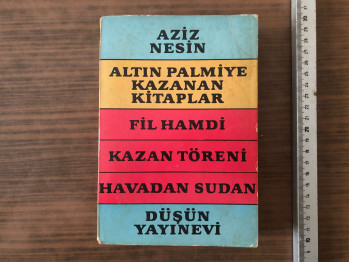 AZİZ
NESİN
ALTIN PALMİYE
KAZANAN
KİTAPLAR
FİL HAMDİ
KAZAN TÖRENİ
HAVADAN SUDAN
DÜŞÜN
YAYINEVİ